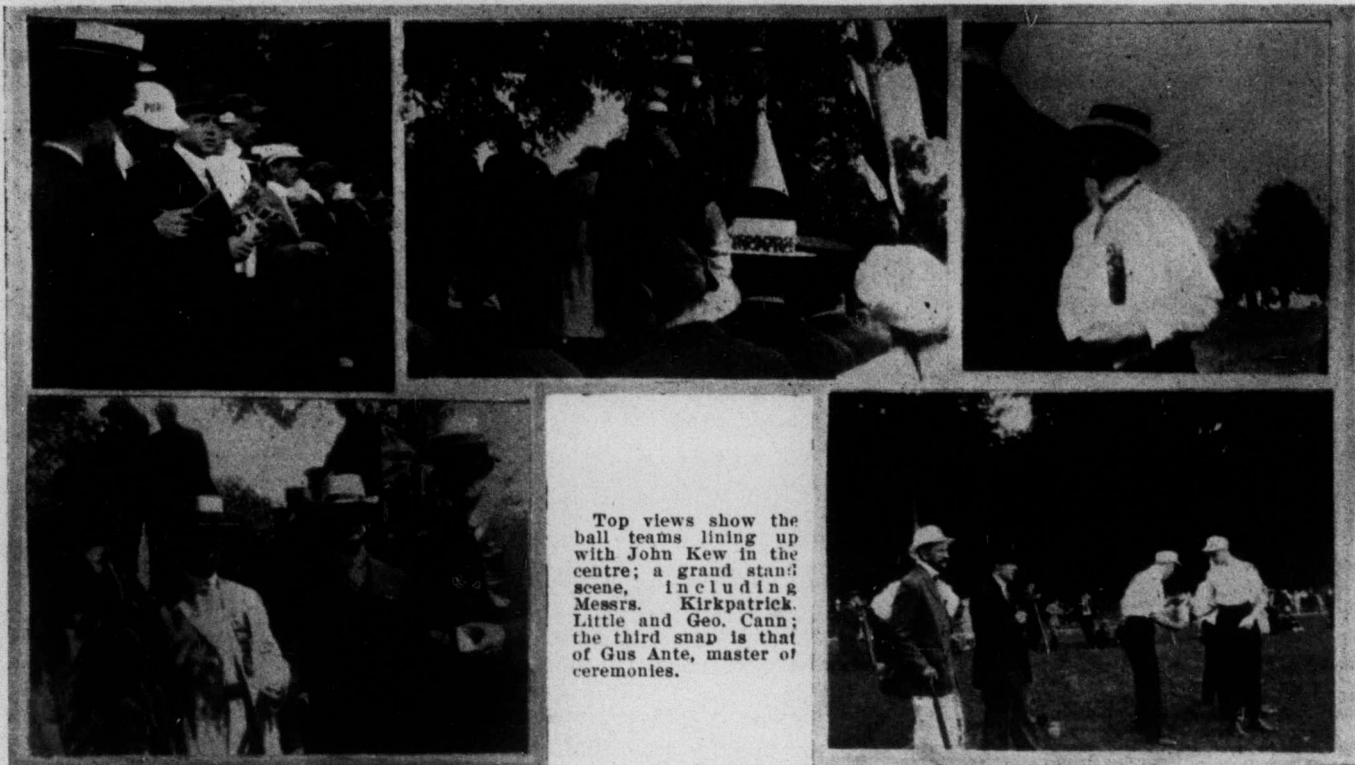 Top views show the
ball teams lining up
with John Kew in the
centre; a grand stand
scene, including
Messrs. Kirkpatrick,
Little and Geo. Cann;
the third snap is that
of Gus Ante, master of
ceremonies.